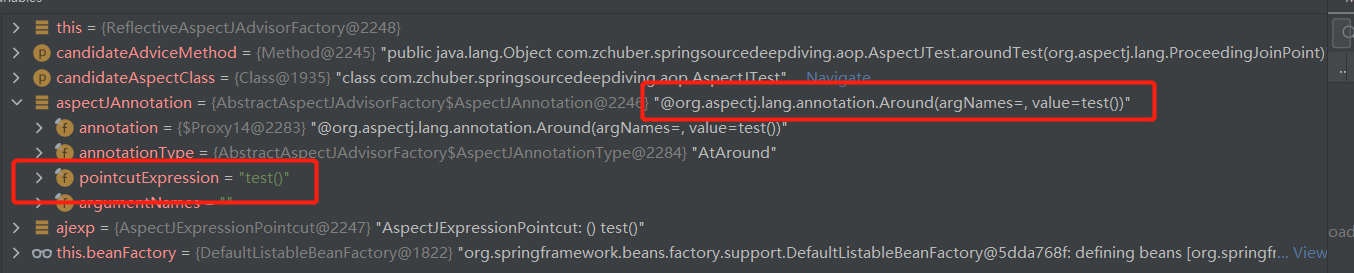 this = {ReflectiveAspectJAdvisorFactory@2248}
candidateAdviceMethod = {Method@2245} "public java.lang.Object com.zchuber.springsourcedeepdiving.aop.AspectJTest.aroundTest(org.aspectj.lang.ProceedingJoinPoint)
candidateAspectClass = {Class@1935} "class com.zchuber.springsourcedeepdiving.aop.AspectJTest" ... Navigate
aspectJAnnotation = {AbstractAspectJAdvisorFactory$AspectJAnnotation@2246} "@org.aspectj.lang.annotation.Around(argNames=, value=test())"
annotation = {$Proxy14@2283} "@org.aspectj.lang.annotation.Around(argNames=, value=test())"
annotationType = {AbstractAspectJAdvisorFactory$AspectJAnnotationType@2284} "AtAround"
pointcutExpression = "test()"
argumentNames = ""
ajexp = {AspectJExpressionPointcut@2247} "AspectJExpressionPointcut: () test()"
this.beanFactory = {DefaultListableBeanFactory@1822} "org.springframework.beans.factory.support.DefaultListableBeanFactory@5dda768f: defining beans [org.springfr... View